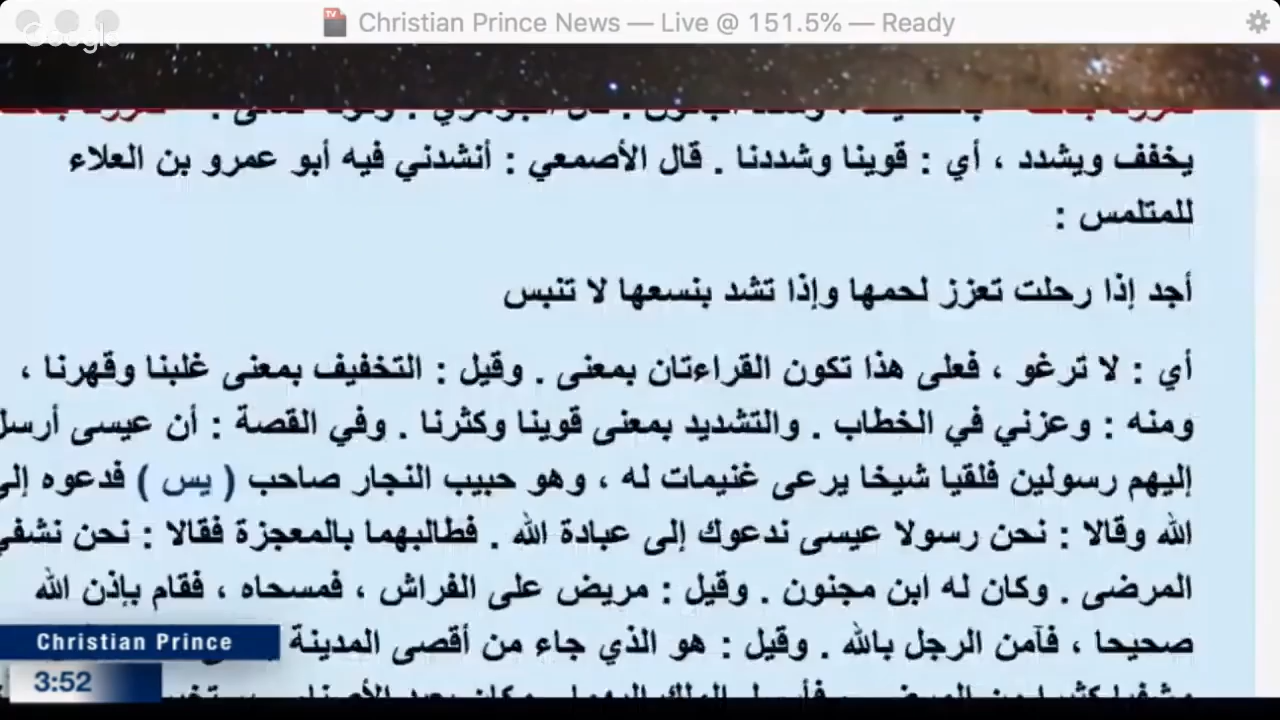 Christian Prince News — Live @ 151.5% — Ready
Google
يخفف ويشدد ، أي : قوينا وشددنا . قال الأصمعي : أنشدني فيه أبو عمرو بن العلاء
للمتلمس :
أجد إذا رحلت تعزز لحمها وإذا تشد بنسعها لا تنبس
أي : لا ترغو ، فعلى هذا تكون القراءتان بمعنى . وقيل : التخفيف بمعنى غلبنا وقهرنا ،
ومنه : وعزني في الخطاب . والتشديد بمعنى قوينا وكثرنا . وفي القصة : أن عيسى أرسل
إليهم رسولين فلقيا شيخا يرعى غنيمات له ، وهو حبيب النجار صاحب ( يس ) فدعوه إلى
الله وقالا : نحن رسولا عيسى ندعوك إلى عبادة الله . فطالبهما بالمعجزة فقالا : نحن نشفي
المرضى . وكان له ابن مجنون . وقيل : مريض على الفراش ، فمسحاه ، فقام بإذن الله
صحيحا ، فآمن الرجل بالله . وقيل : هو الذي جاء من أقصى المدينة
Christian Prince
3:52